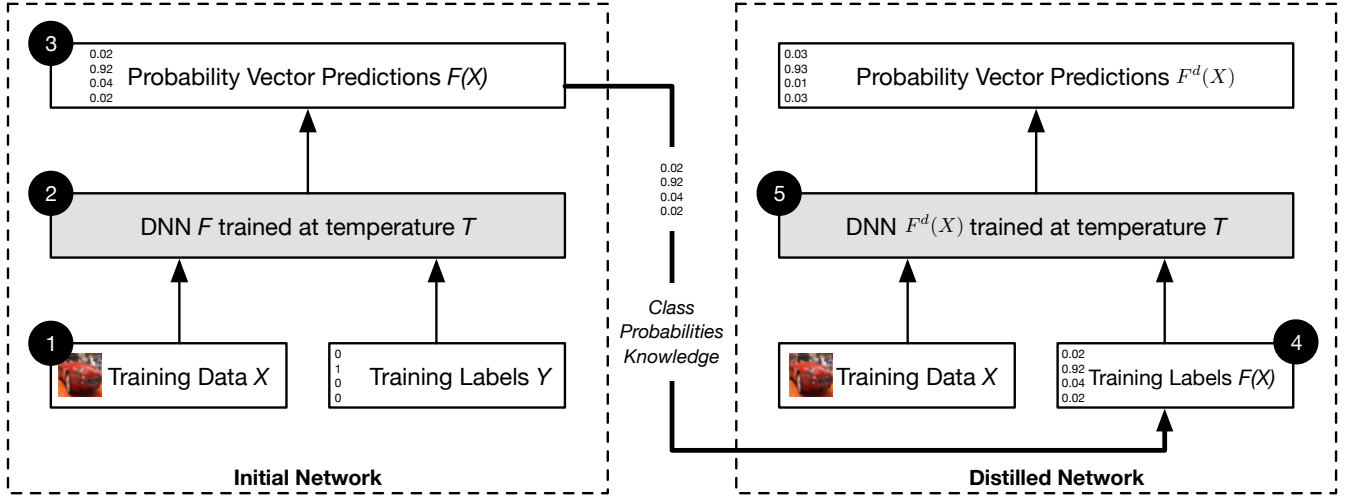 3
0.02
0.92
0.04
0.02
Probability Vector Predictions F(X)
2
DNN F trained at temperature T
1
Training Data X
0
1
0
0
Training Labels Y
Initial Network
0.02
0.92
0.04
0.02
Class
Probabilities
Knowledge
0.03
0.93
0.01
0.03
Probability Vector Predictions F^d(X)
5
DNN F^d(X) trained at temperature T
Training Data X
4
0.02
0.92
0.04
0.02
Training Labels F(X)
Distilled Network